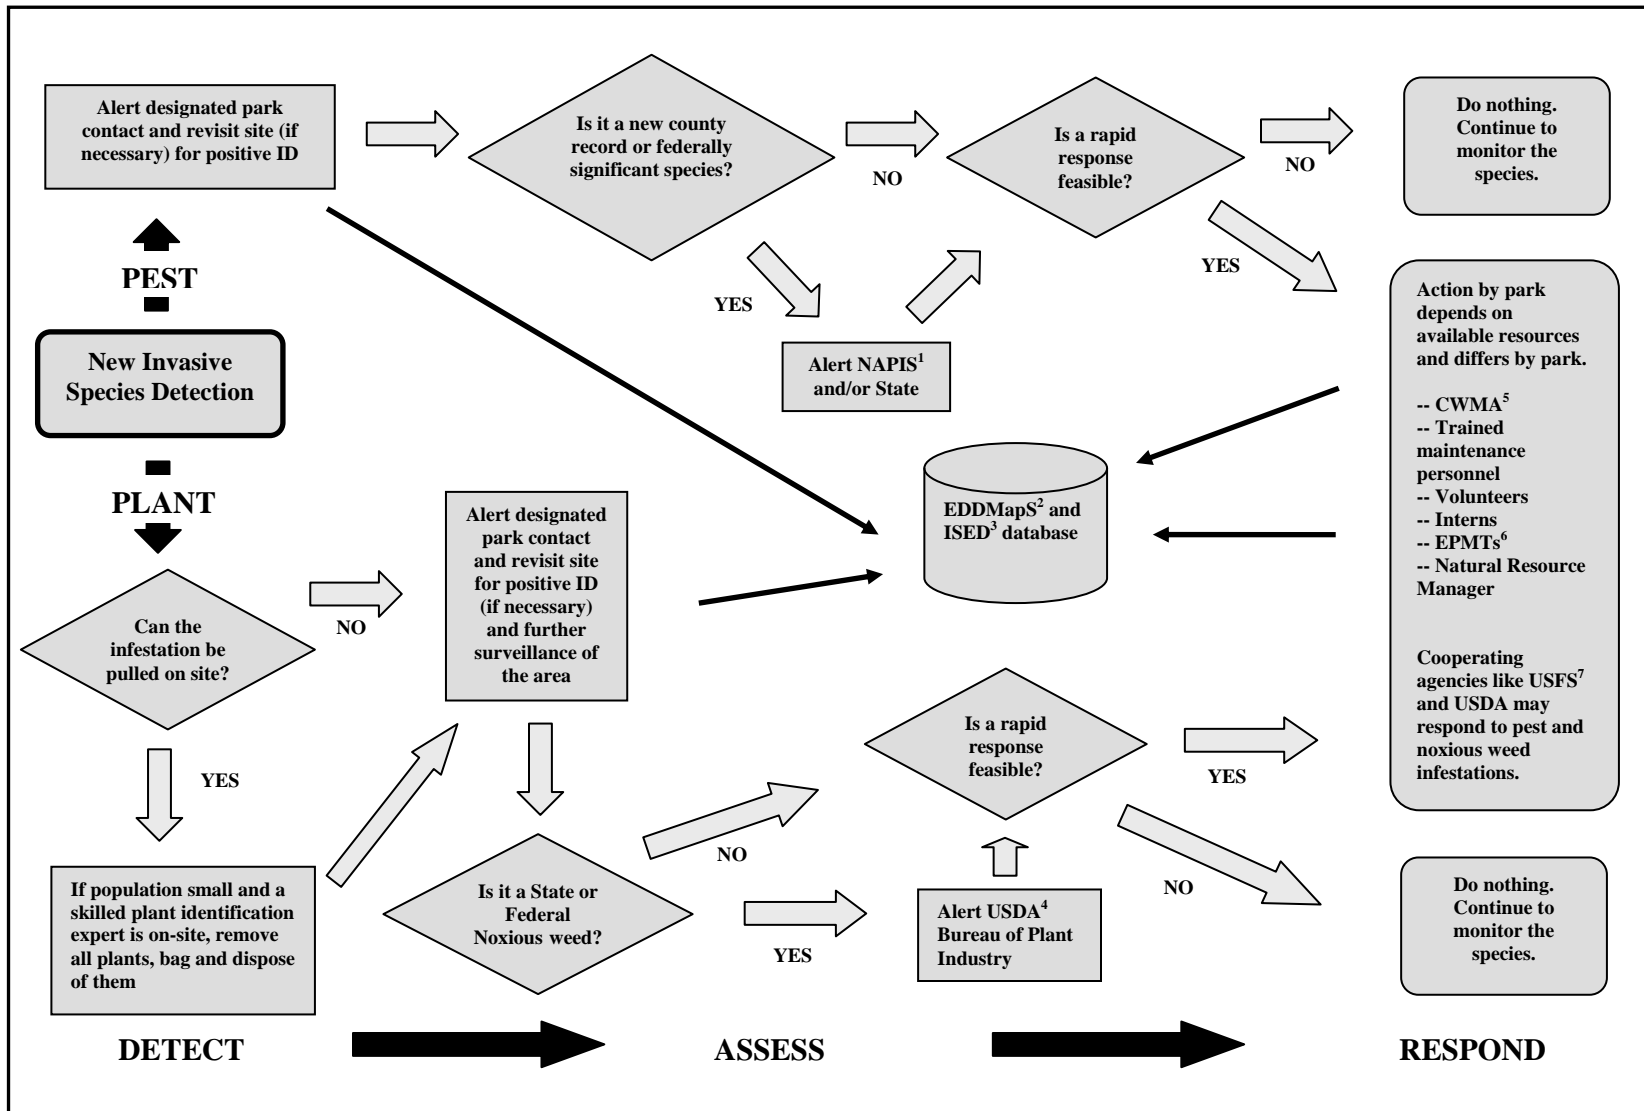 Alert designated park
contact and revisit site (if
necessary) for positive ID
Is it a new county
record or federally
significant species?
NO
Is a rapid
response
feasible?
NO
Do nothing.
Continue to
monitor the
species.
PEST
YES
YES
New Invasive
Species Detection
Alert NAPIS1
and/or State
Action by park
depends on
available resources
and differs by park.
-- CWMA5
-- Trained
maintenance
personnel
-- Volunteers
-- Interns
-- EPMTs6
-- Natural Resource
Manager
Cooperating
agencies like USFS7
and USDA may
respond to pest and
noxious weed
infestations.
PLANT
Alert designated
park contact
and revisit site
for positive ID
(if necessary)
and further
surveillance of
the area
EDDMapS2 and
ISED3 database
Can the
infestation be
pulled on site?
NO
YES
Is a rapid
response
feasible?
YES
NO
If population small and a
skilled plant identification
expert is on-site, remove
all plants, bag and dispose
of them
Is it a State or
Federal
Noxious weed?
NO
YES
Alert USDA4
Bureau of Plant
Industry
Do nothing.
Continue to
monitor the
species.
DETECT
ASSESS
RESPOND